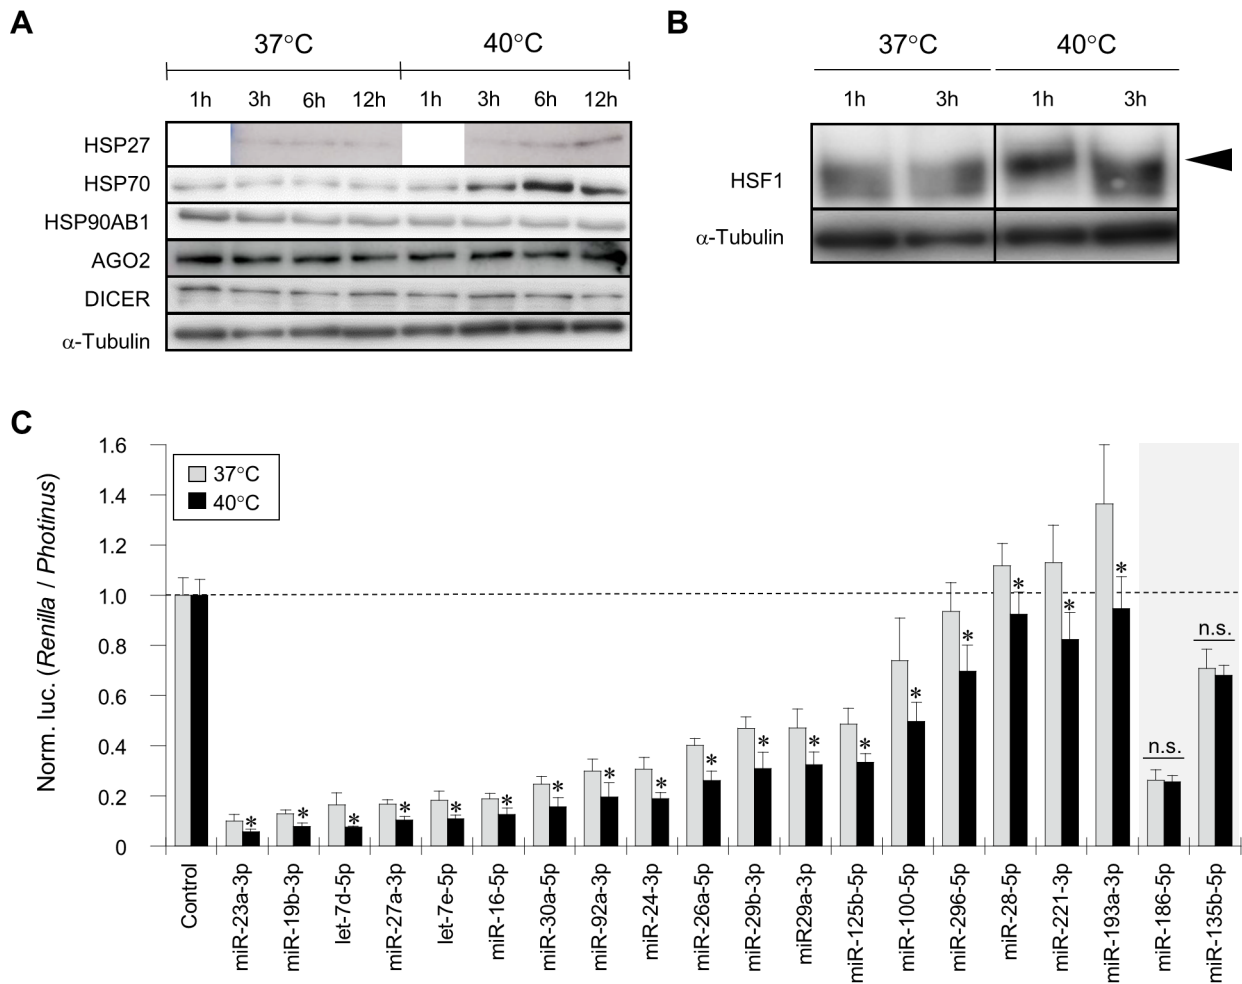 A
37°C 40°C
1h 3h 6h 12h 1h 3h 6h 12h
HSP27
HSP70
HSP90AB1
AGO2
DICER
α-Tubulin
B
37°C 40°C
1h 3h 1h 3h
HSF1
α-Tubulin
C
Norm. luc. (Renilla / Photinus)
1.6
1.4
1.2
1.0
0.8
0.6
0.4
0.2
0
37°C
40°C
* * * * * * * * * * * * * * * * * *
n.s.
n.s.
Control
miR-23a-3p
miR-19b-3p
let-7d-5p
miR-27a-3p
let-7e-5p
miR-16-5p
miR-30a-5p
miR-92a-3p
miR-24-3p
miR-26a-5p
miR-29b-3p
miR29a-3p
miR-125b-5p
miR-100-5p
miR-296-5p
miR-28-5p
miR-221-3p
miR-193a-3p
miR-186-5p
miR-135b-5p